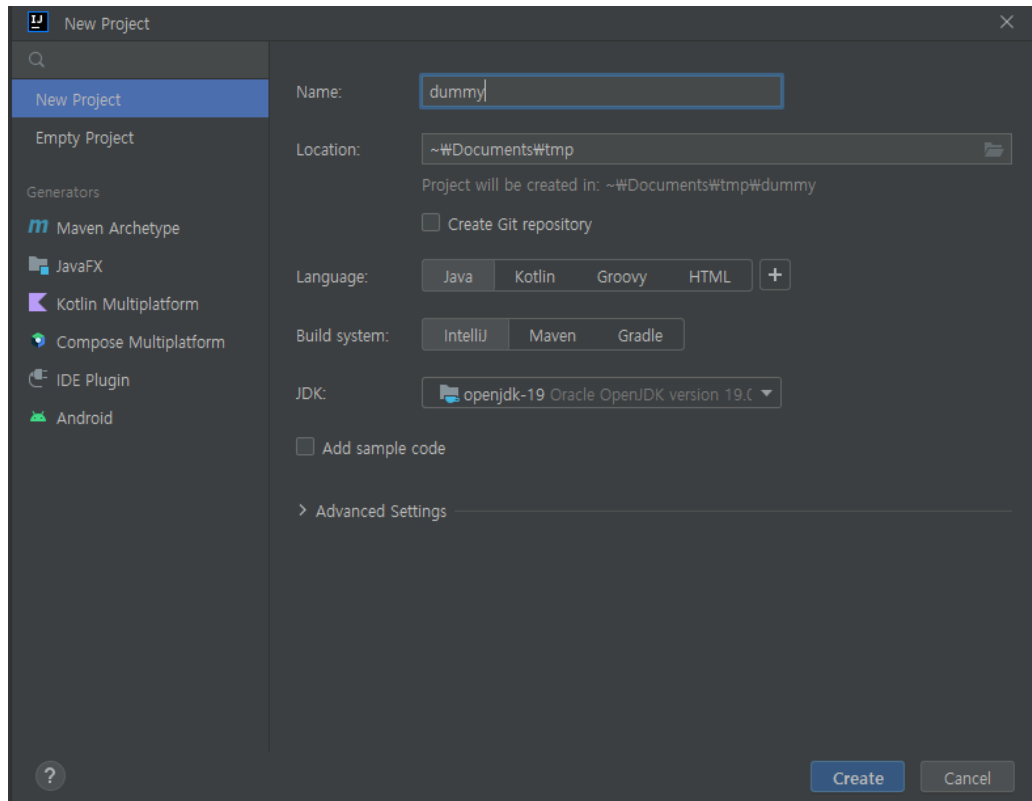 New Project
New Project
Empty Project
Generators
Maven Archetype
JavaFX
Kotlin Multiplatform
Compose Multiplatform
IDE Plugin
Android
Name: dummy
Location: ~₩Documents₩tmp
Project will be created in: ~₩Documents₩tmp₩dummy
Create Git repository
Language: Java Kotlin Groovy HTML +
Build system: IntelliJ Maven Gradle
JDK: openjdk-19 Oracle OpenJDK version 19.0
Add sample code
Advanced Settings
? Create Cancel